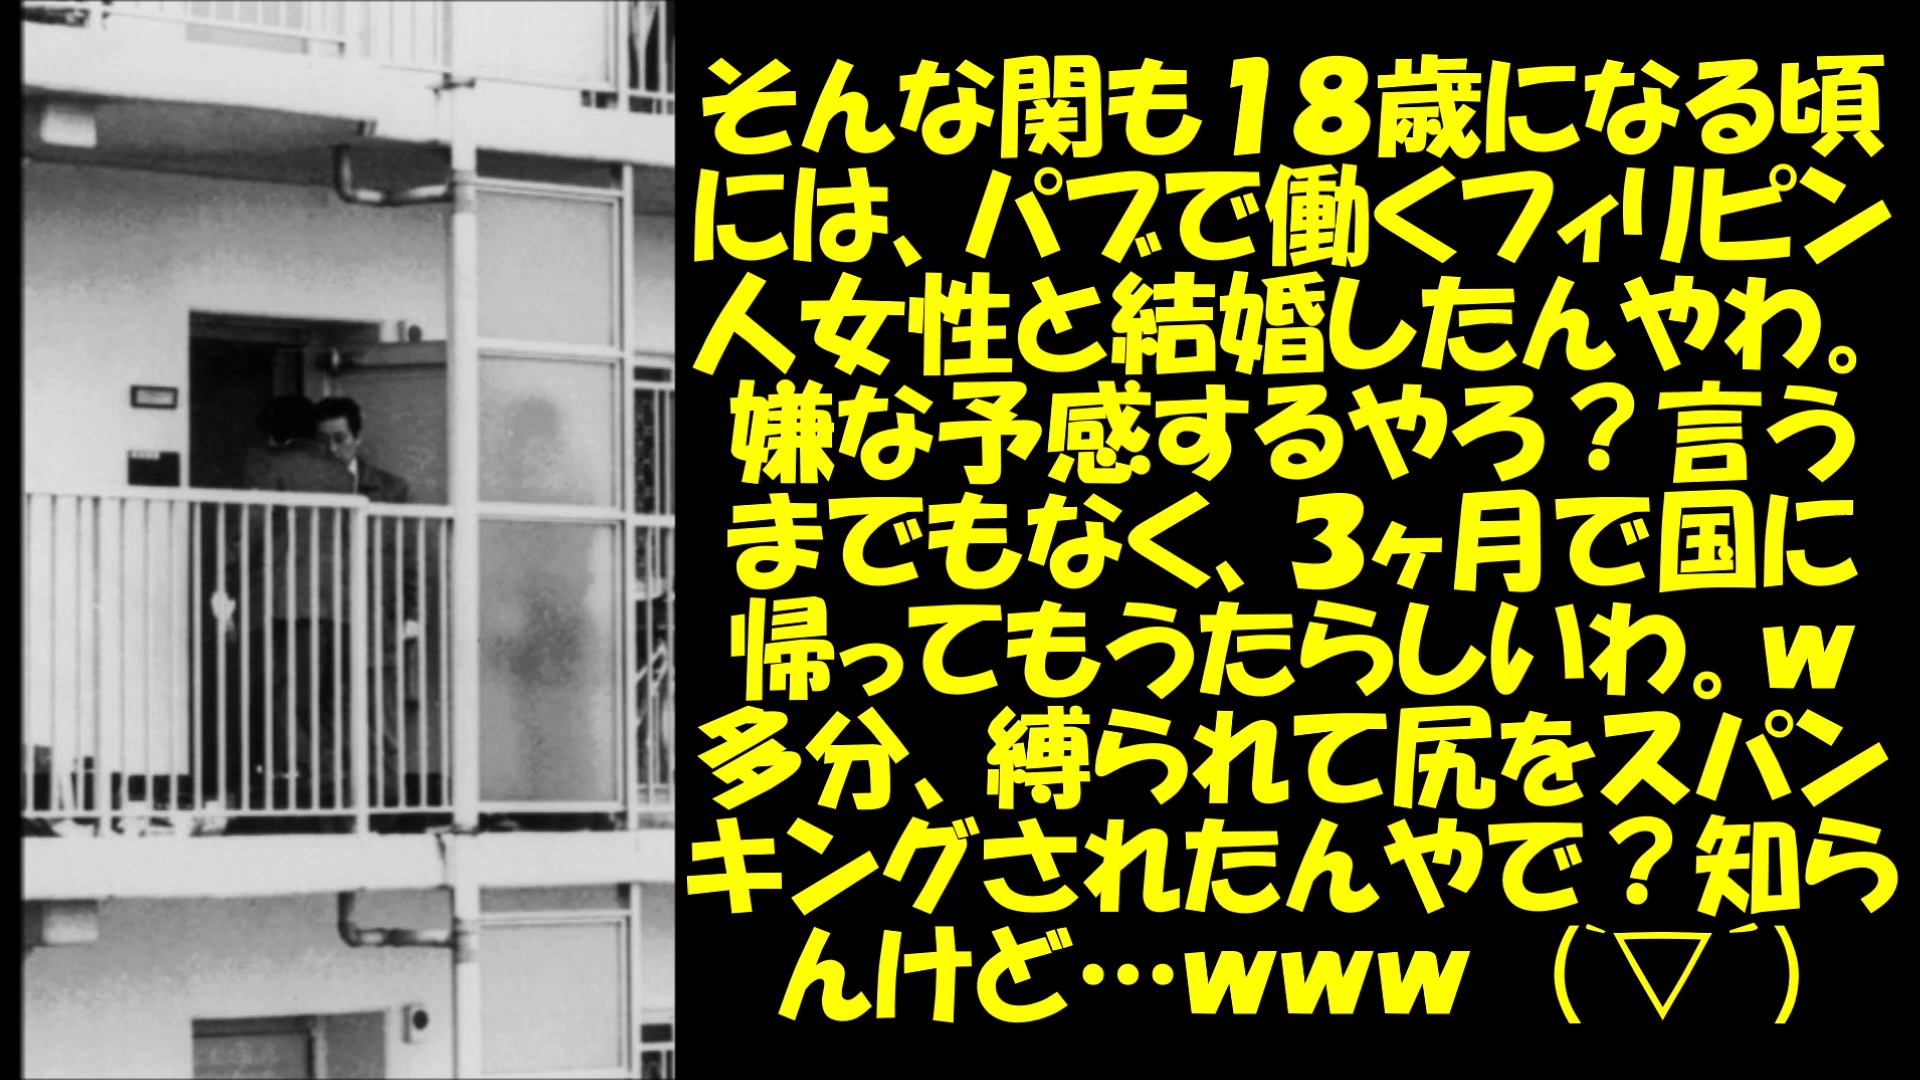 そんな関も18歳になる頃
には、パブで働くフィリピン
人女性と結婚したんやわ。
嫌な予感するやろ？言う
までもなく、3ヶ月で国に
帰ってもうたらしいわ。w
多分、縛られて尻をスパン
キングされたんやで？知ら
んけど…www（`▽´）